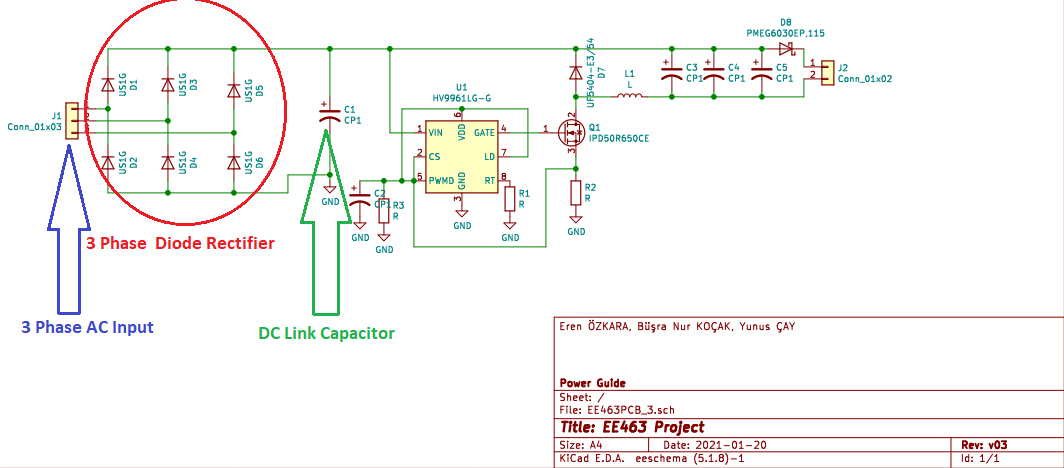 D8
PMEG6030EP,115
J1
Conn_01x03
US1G
D1
US1G
D3
US1G
D5
US1G
D2
US1G
D4
US1G
D6
C1
CP1
U1
HV9961LG-G
1
VIN
VDD
6
GATE
4
2
CS
LD
7
5
PWMD
GND
3
RT
8
C2
CP1
R3
R
R1
R
GND
GND
GND
GND
GND
GND
UF5404-E3/54
D7
L1
L
1
2
3
Q1
IPD50R650CE
R2
R
C3
CP1
C4
CP1
C5
CP1
1
2
J2
Conn_01x02
3 Phase Diode Rectifier
3 Phase AC Input
DC Link Capacitor
Eren ÖZKARA, Büşra Nur KOÇAK, Yunus ÇAY
Power Guide
Sheet: /
File: EE463PCB_3.sch
Title: EE463 Project
Size: A4
Date: 2021-01-20
Rev: v03
KiCad E.D.A. eeschema (5.1.8)-1
Id: 1/1